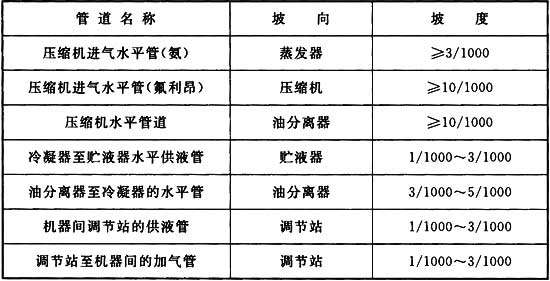 管道名称 坡向 坡度
压缩机进气水平管(氨) 蒸发器 ≥3/1000
压缩机进气水平管(氟利昂) 压缩机 ≥10/1000
压缩机水平管道 油分离器 ≥10/1000
冷凝器至贮液器水平供液管 贮液器 1/1000～3/1000
油分离器至冷凝器的水平管 油分离器 3/1000～5/1000
机器间调节站的供液管 调节站 1/1000～3/1000
调节站至机器间的加气管 调节站 1/1000～3/1000